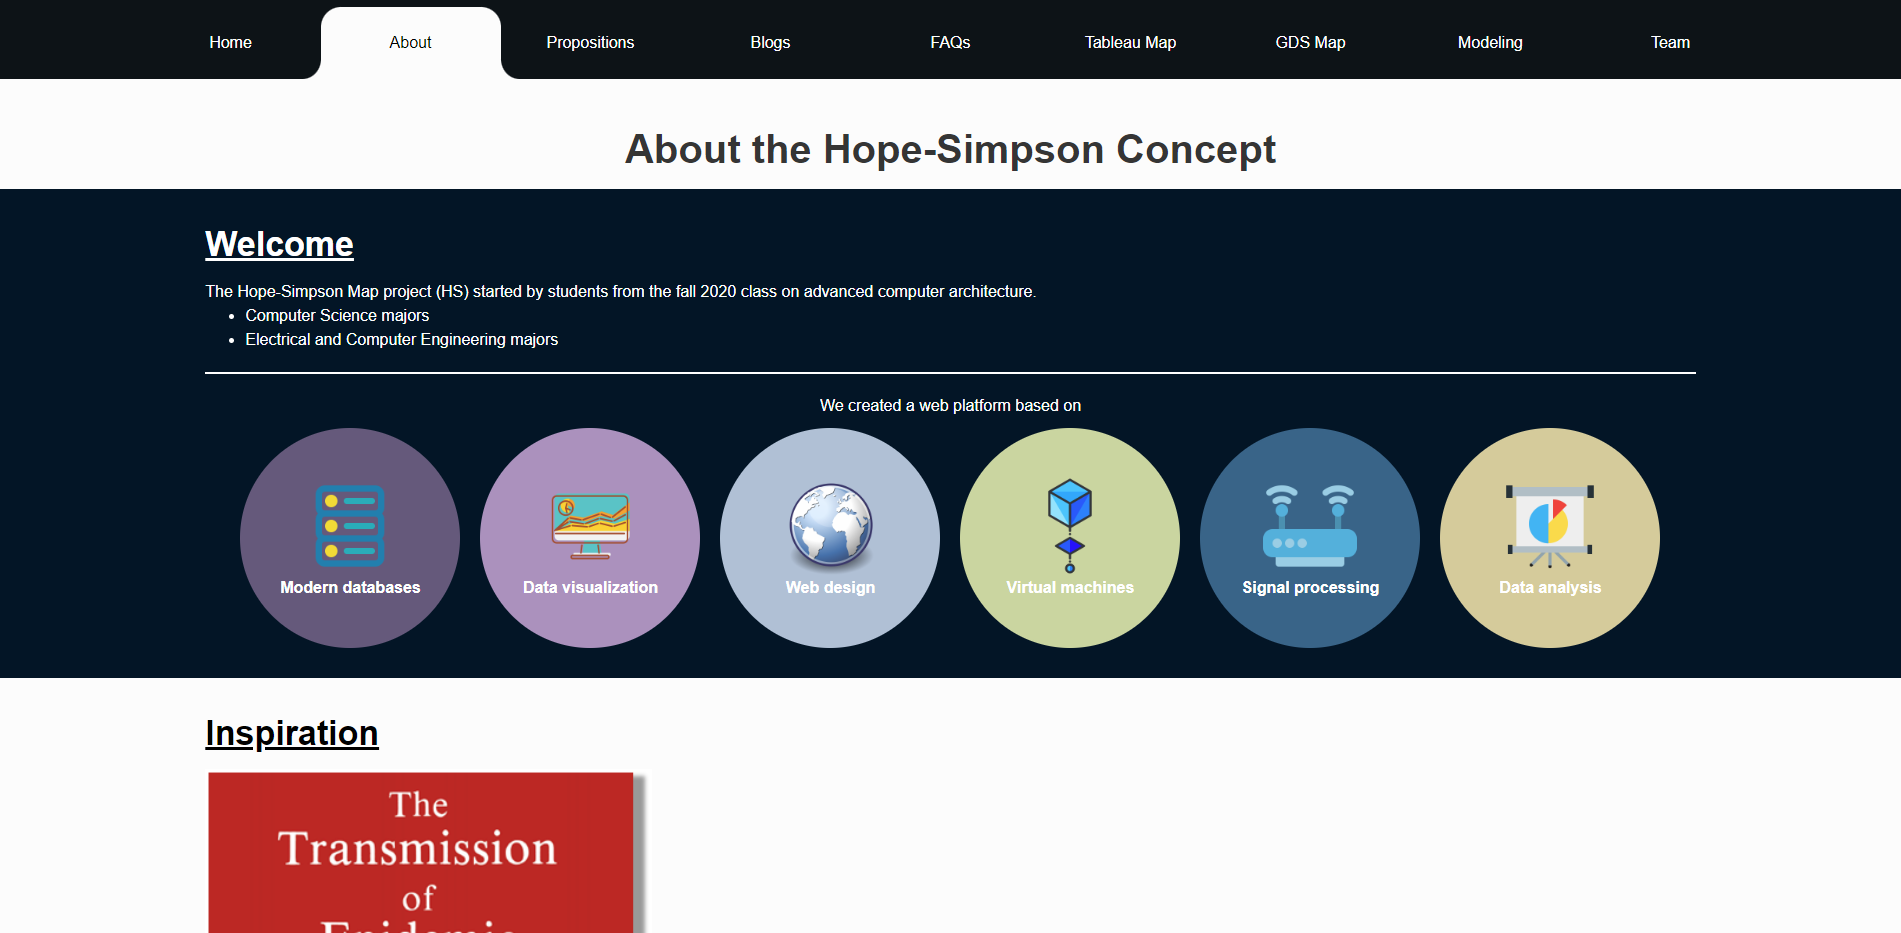 Home
About
Propositions
Blogs
FAQs
Tableau Map
GDS Map
Modeling
Team
About the Hope-Simpson Concept
Welcome
The Hope-Simpson Map project (HS) started by students from the fall 2020 class on advanced computer architecture.
Computer Science majors
Electrical and Computer Engineering majors
We created a web platform based on
Modern databases
Data visualization
Web design
Virtual machines
Signal processing
Data analysis
Inspiration
The
Transmission
of
Epidemic